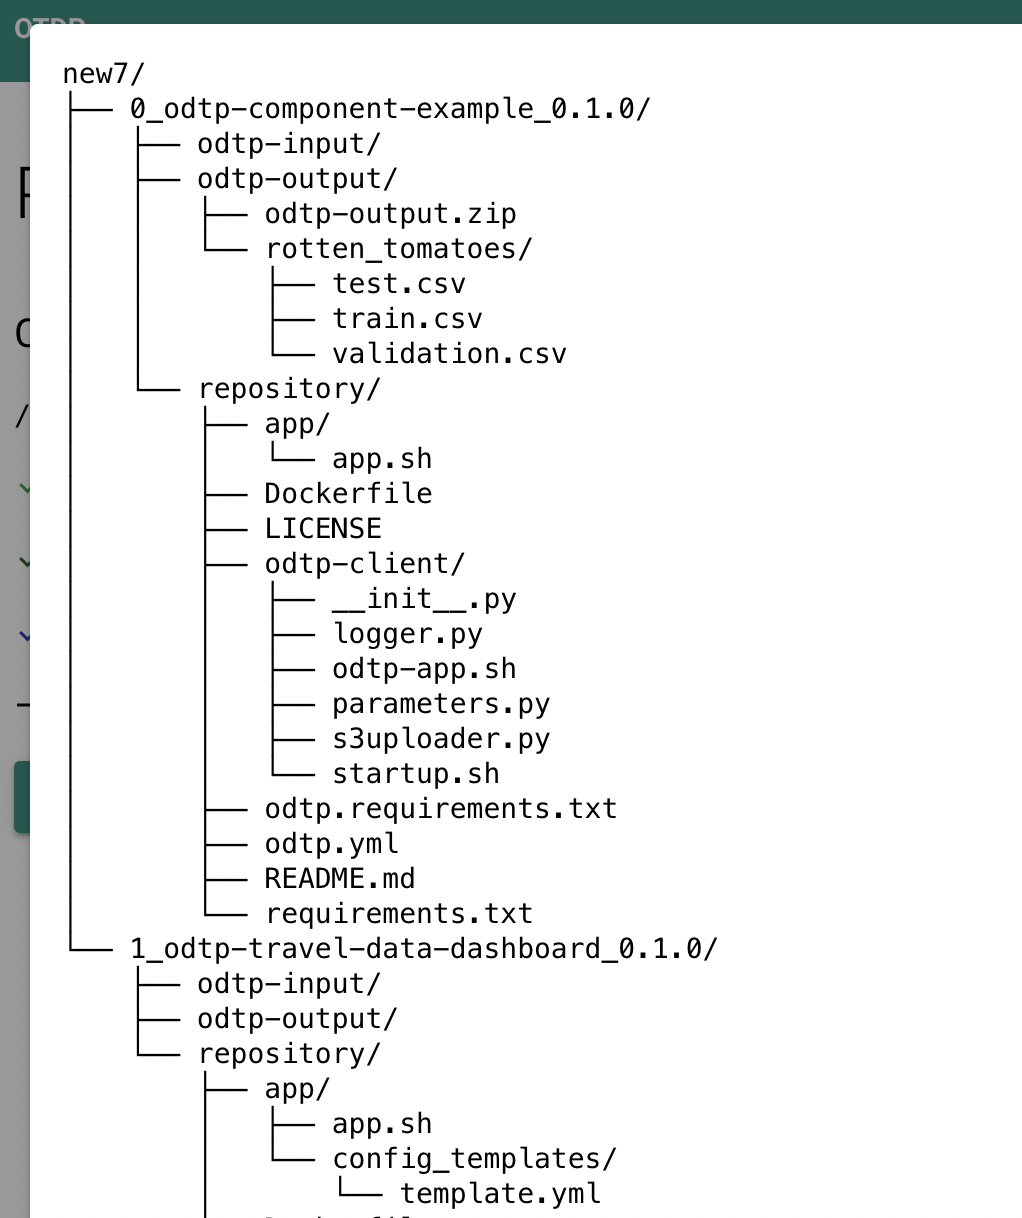 new7/
├── 0_odtp-component-example_0.1.0/
│   ├── odtp-input/
│   ├── odtp-output/
│   │   ├── odtp-output.zip
│   │   └── rotten_tomatoes/
│   │       ├── test.csv
│   │       ├── train.csv
│   │       └── validation.csv
│   └── repository/
│       ├── app/
│       │   └── app.sh
│       ├── Dockerfile
│       ├── LICENSE
│       ├── odtp-client/
│       │   ├── __init__.py
│       │   ├── logger.py
│       │   ├── odtp-app.sh
│       │   ├── parameters.py
│       │   ├── s3uploader.py
│       │   └── startup.sh
│       ├── odtp.requirements.txt
│       ├── odtp.yml
│       ├── README.md
│       └── requirements.txt
└── 1_odtp-travel-data-dashboard_0.1.0/
    ├── odtp-input/
    ├── odtp-output/
    └── repository/
        ├── app/
        │   ├── app.sh
        │   └── config_templates/
        │       └── template.yml